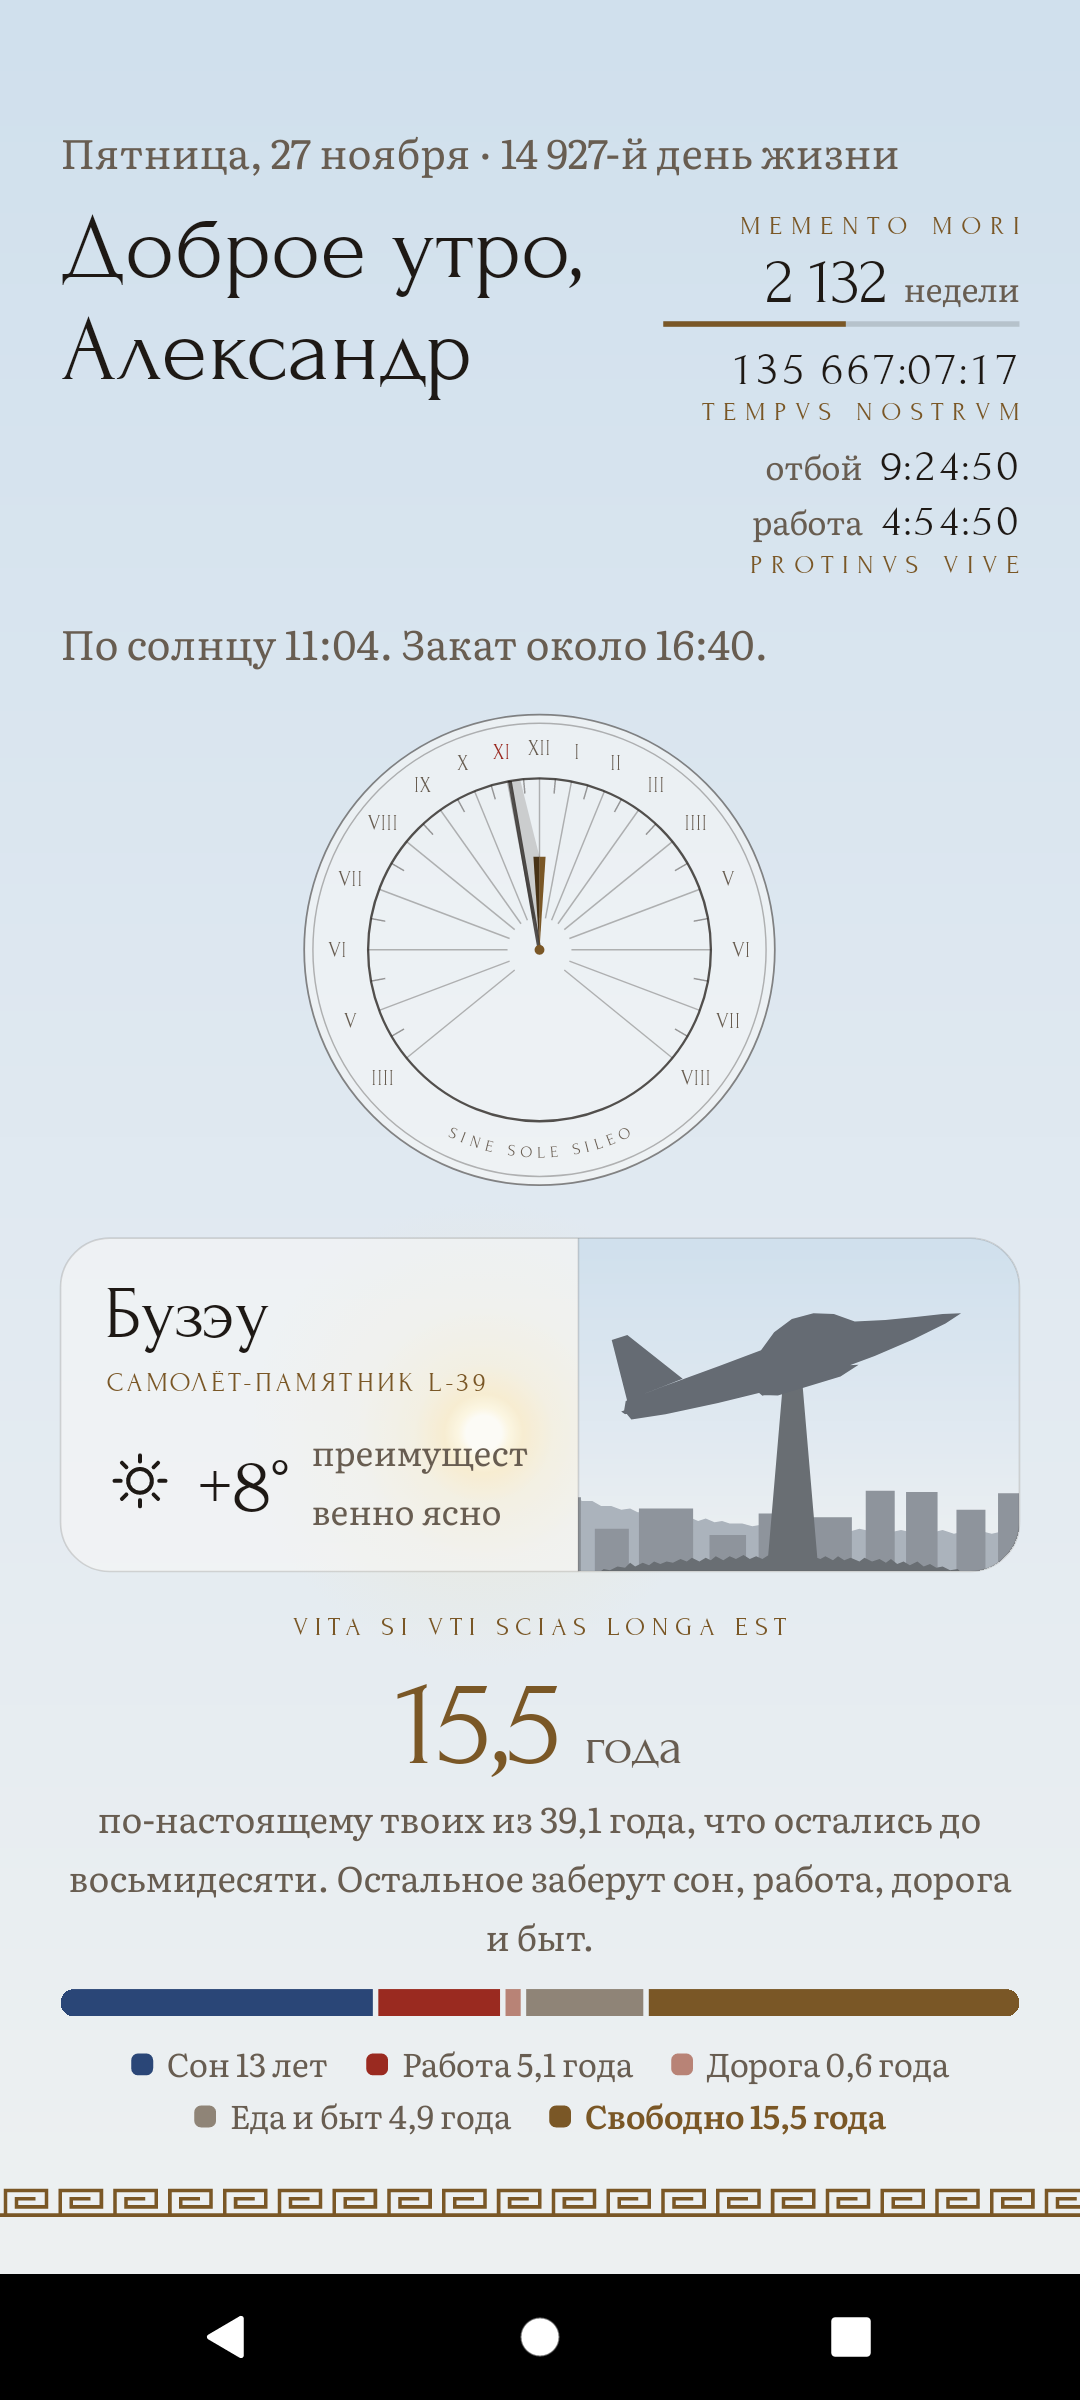 Пятница, 27 ноября · 14 927-й день жизни
Доброе утро,
Александр
MEMENTO MORI
2 132 недели
135 667:07:17
TEMPVS NOSTRVM
отбой 9:24:50
работа 4:54:50
PROTINVS VIVE
По солнцу 11:04. Закат около 16:40.
XII
I
II
III
IIII
V
VI
VII
VIII
IIII
V
VI
VII
VIII
IX
X
XI
SINE SOLE SILEO
Бузэу
САМОЛЁТ-ПАМЯТНИК L-39
+8° преимущест
венно ясно
VITA SI VTI SCIAS LONGA EST
15,5 года
по-настоящему твоих из 39,1 года, что остались до
восьмидесяти. Остальное заберут сон, работа, дорога
и быт.
Сон 13 лет Работа 5,1 года Дорога 0,6 года
Еда и быт 4,9 года Свободно 15,5 года